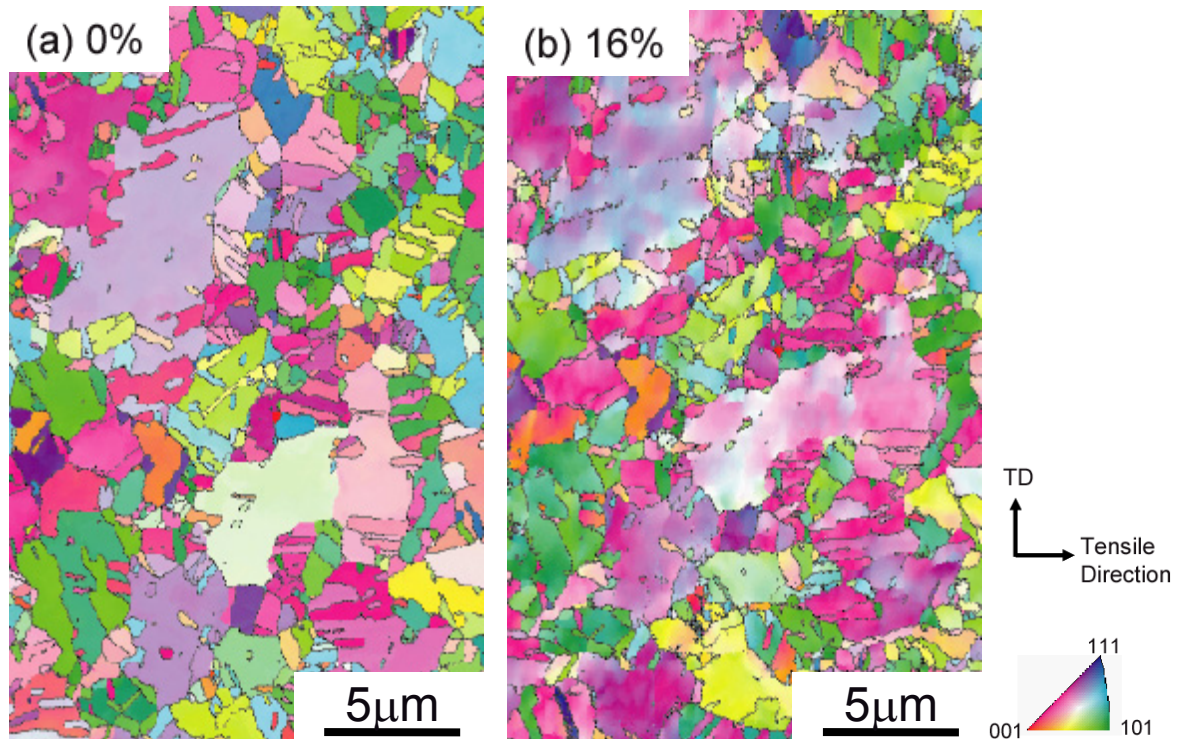 (a) 0%
(b) 16%
TD
Tensile
Direction
111
001
101
5μm
5μm